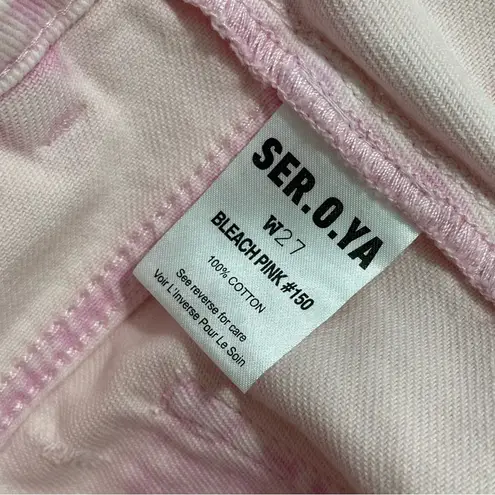 SER.O.YA
W27
BLEACH PINK #150
100% COTTON
See reverse for care
Voir L'inverse Pour Le Soin